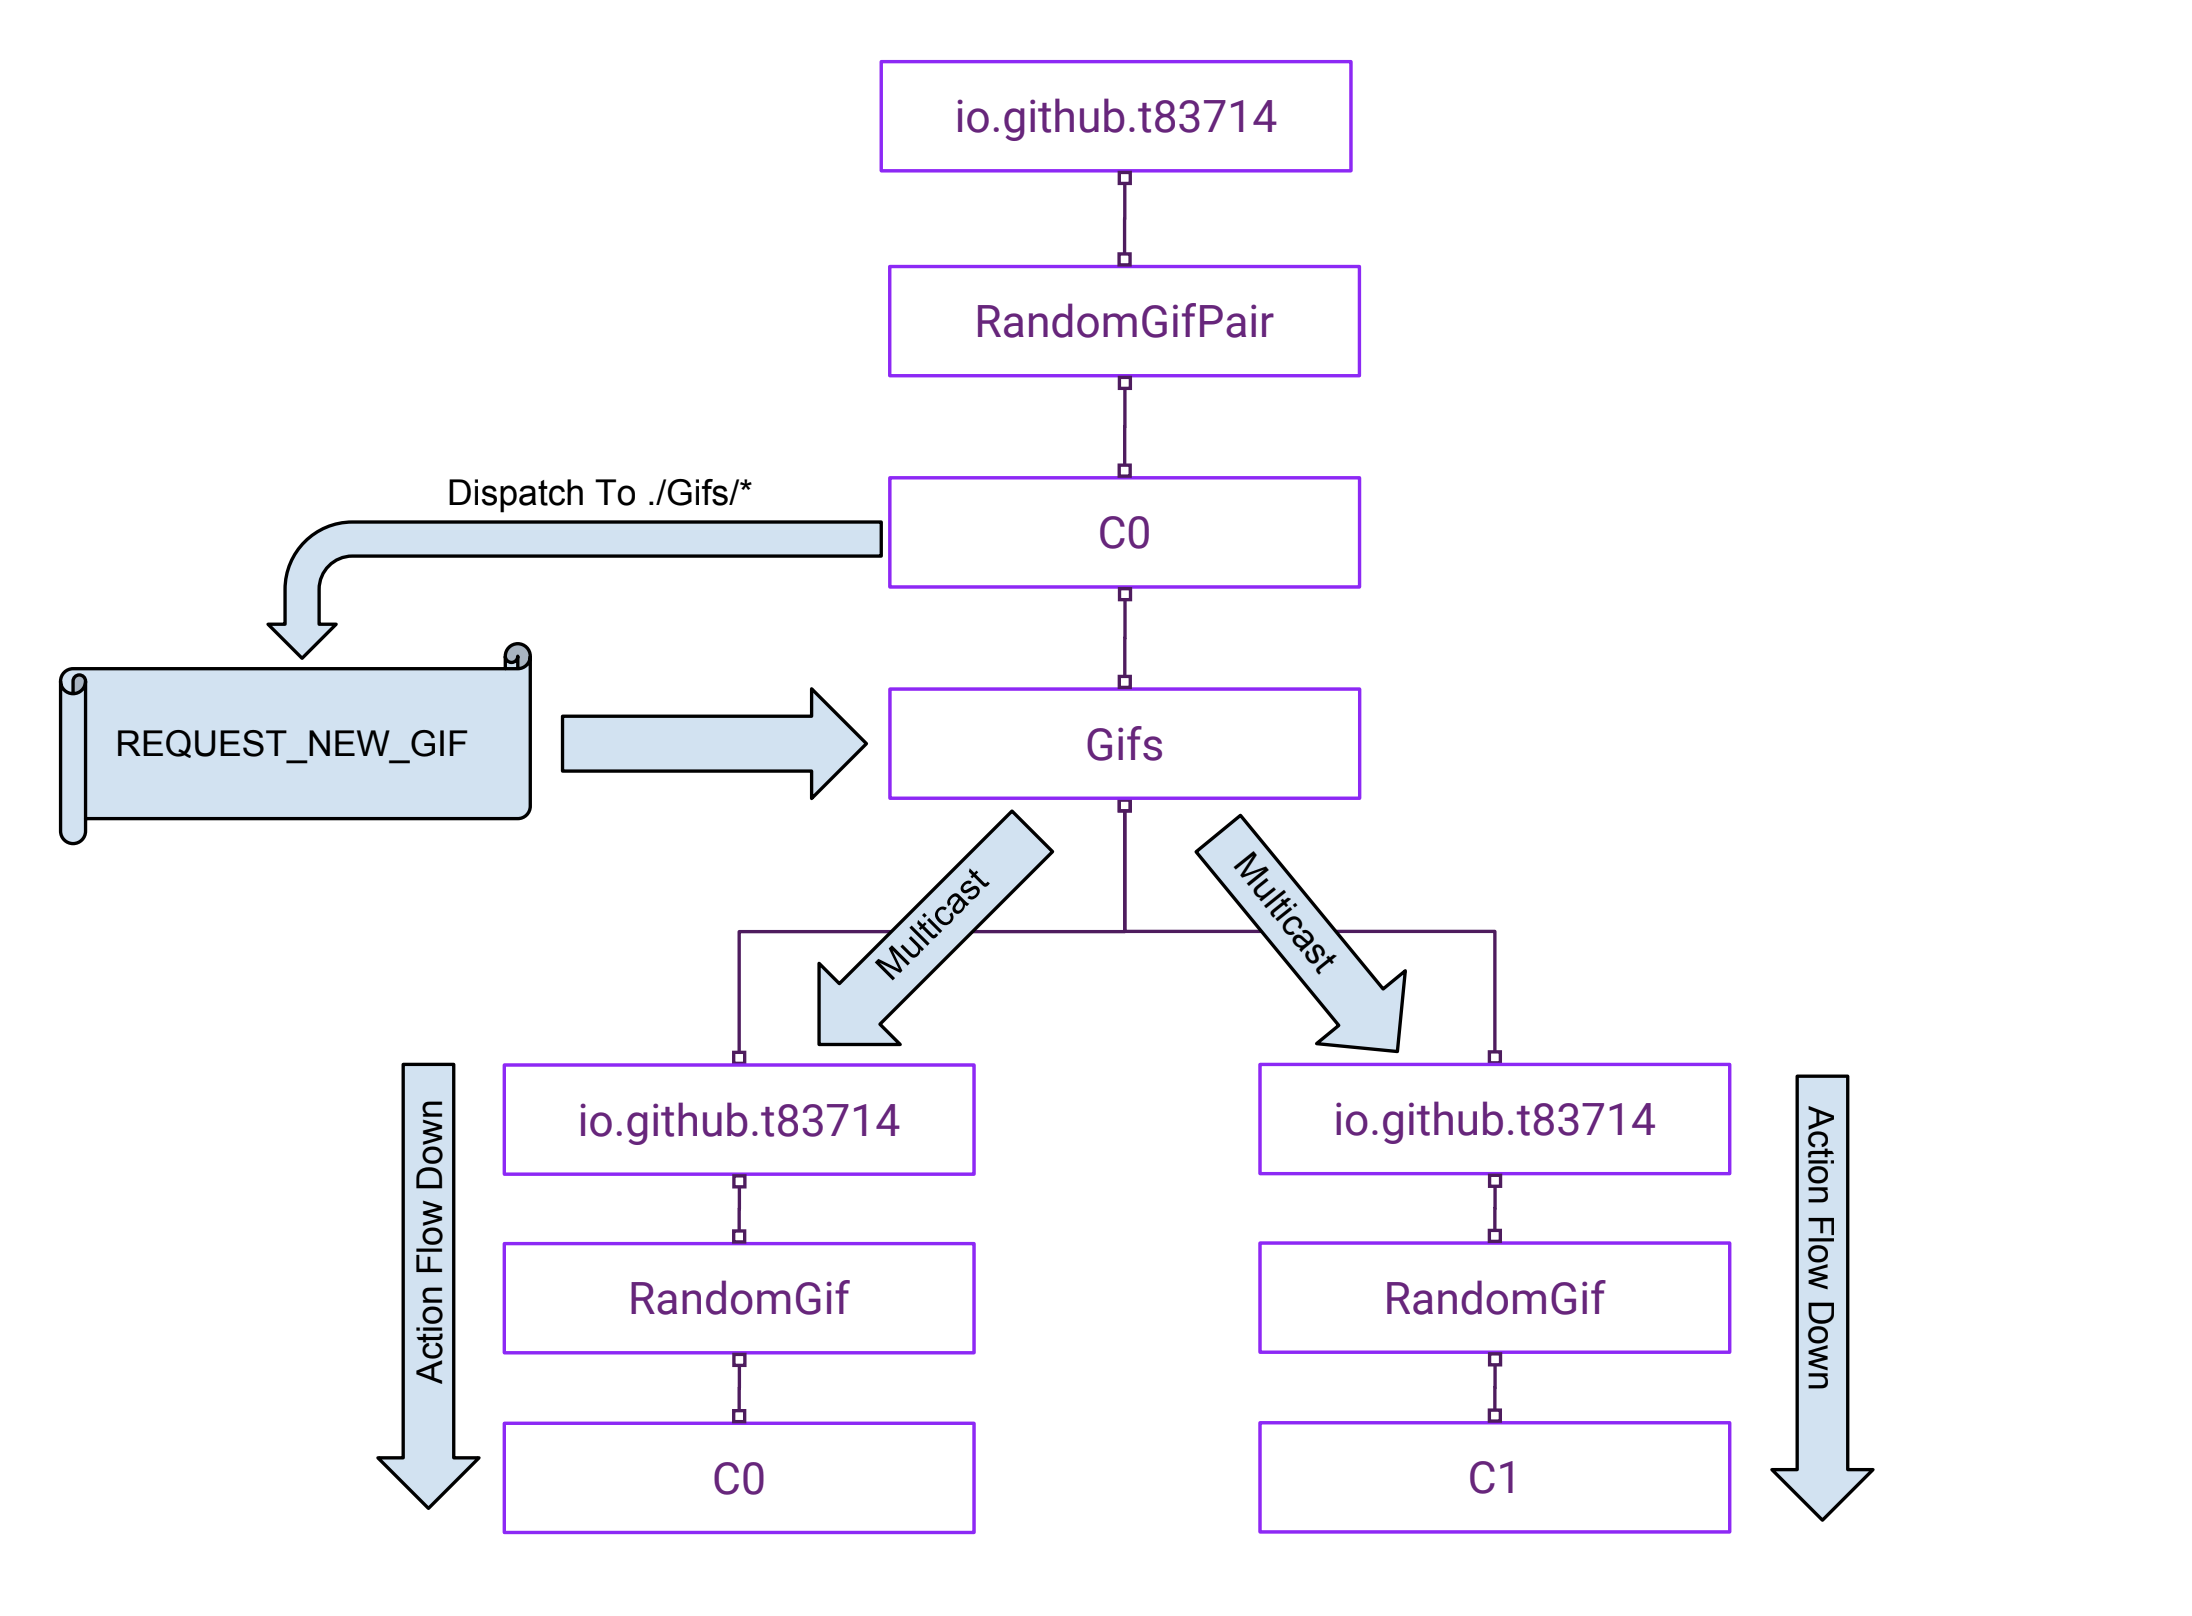 io.github.t83714
RandomGifPair
Dispatch To ./Gifs/*
C0
REQUEST_NEW_GIF
Gifs
Multicast
Multicast
io.github.t83714
io.github.t83714
Action Flow Down
Action Flow Down
RandomGif
RandomGif
C0
C1